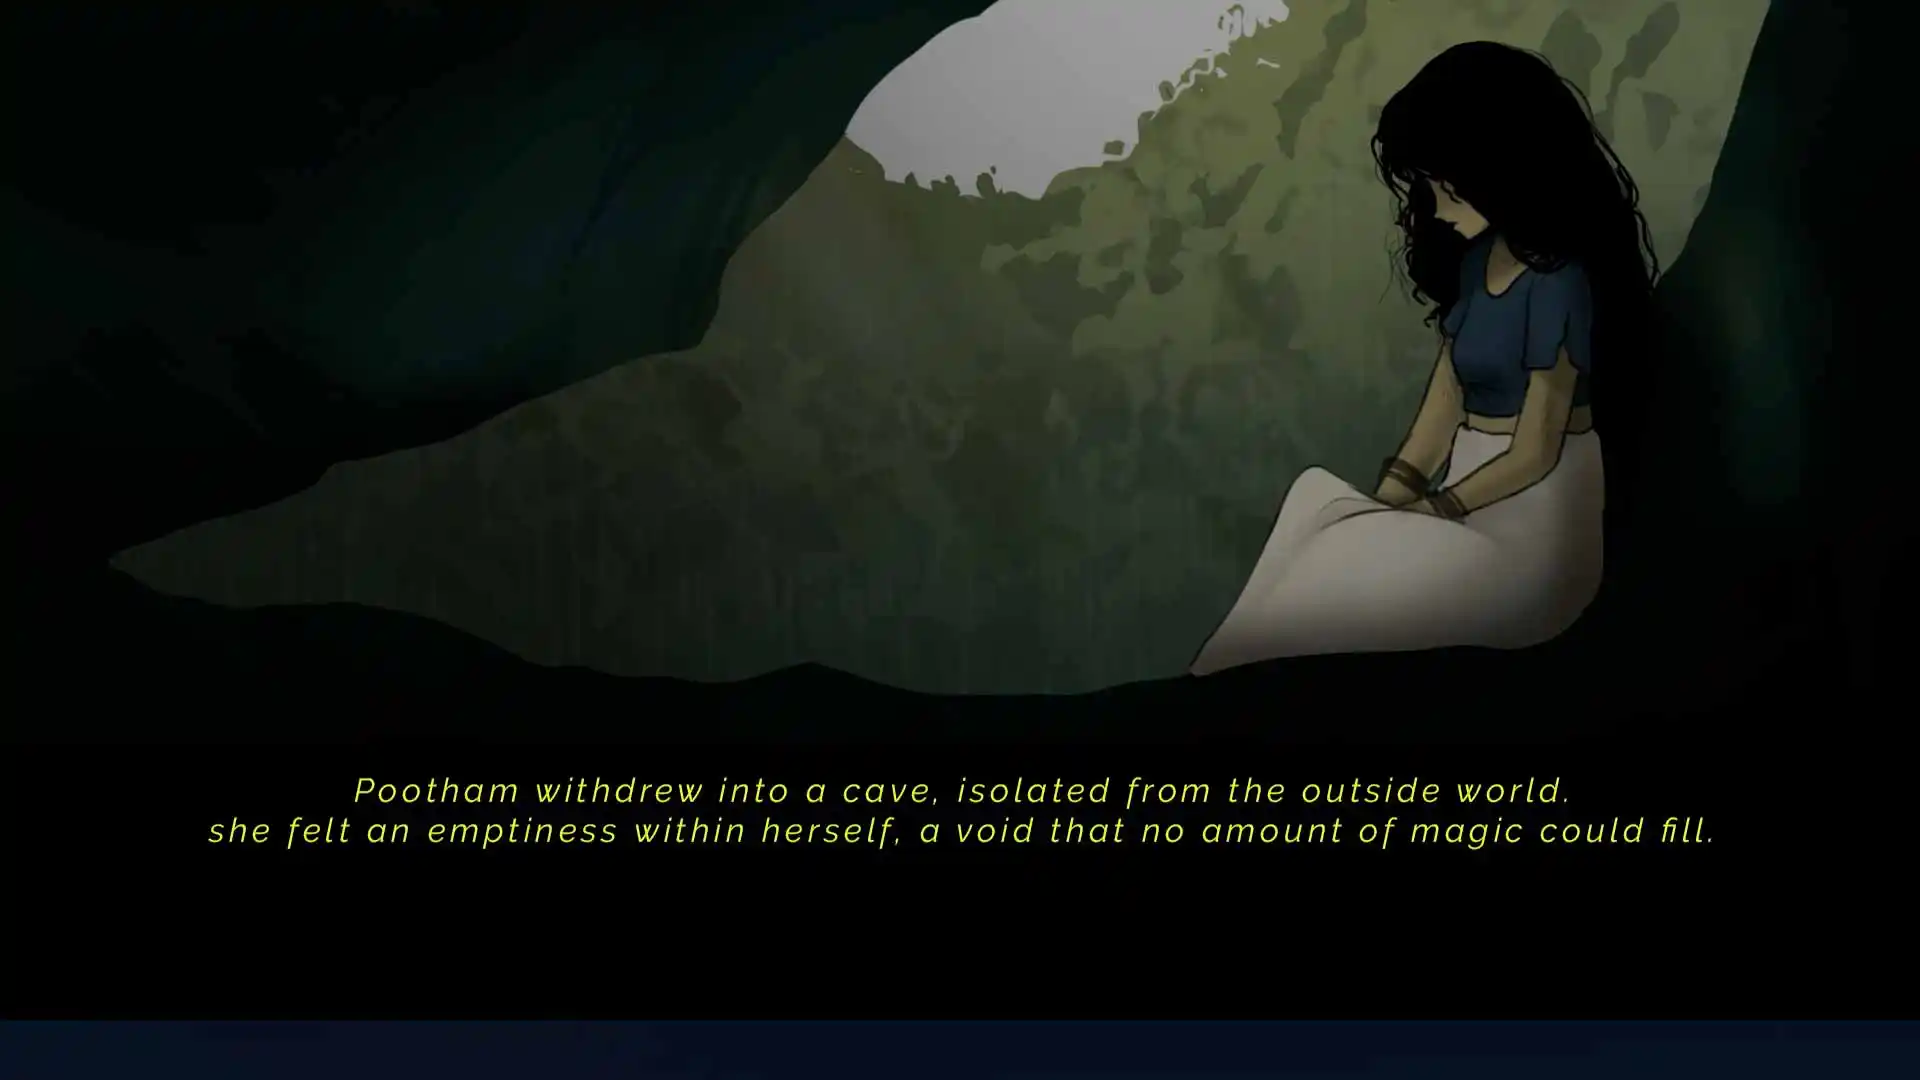 Pootham withdrew into a cave, isolated from the outside world.
she felt an emptiness within herself, a void that no amount of magic could fill.